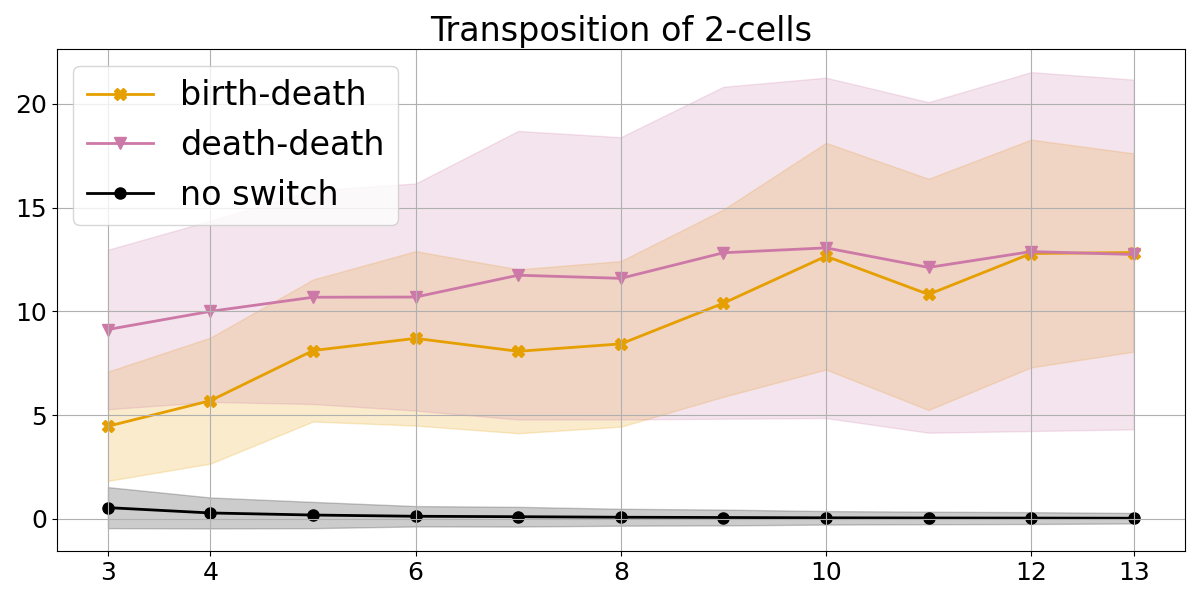 Transposition of 2-cells
birth-death
death-death
no switch
20
15
10
5
0
3 4 6 8 10 12 13